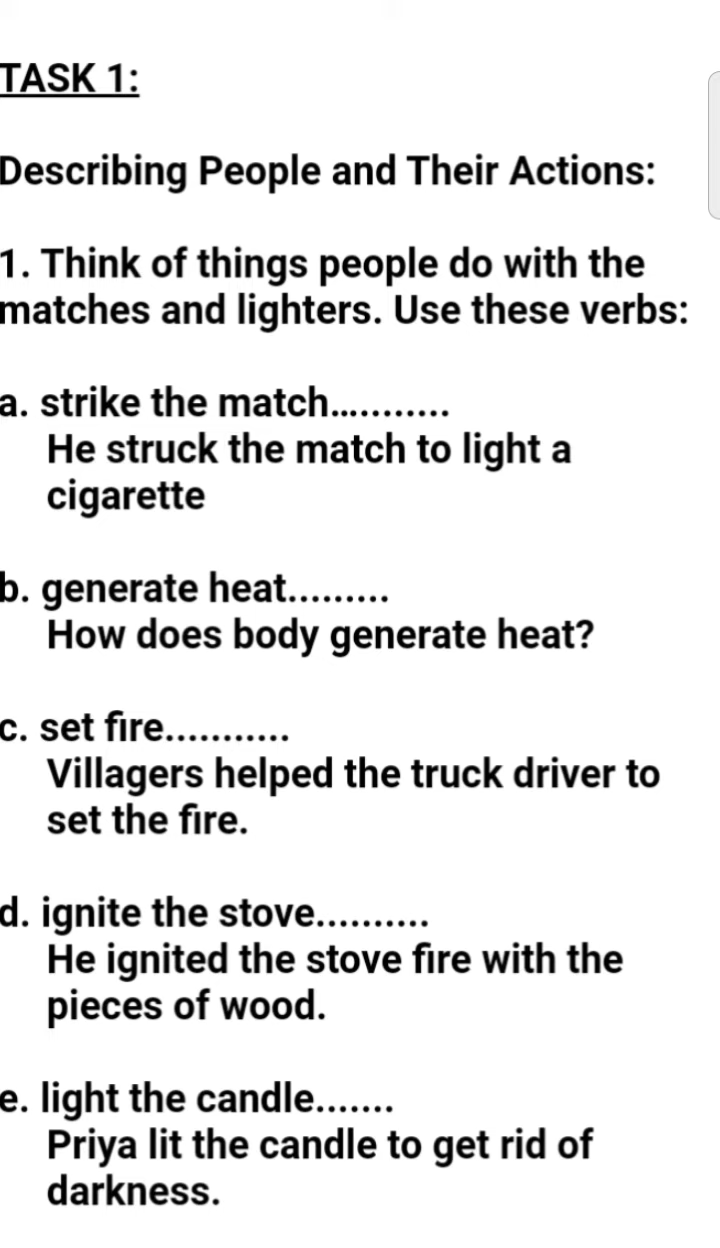 TASK 1:
Describing People and Their Actions:
1. Think of things people do with the
matches and lighters. Use these verbs:
a. strike the match...........
He struck the match to light a
cigarette
b. generate heat.........
How does body generate heat?
c. set fire...........
Villagers helped the truck driver to
set the fire.
d. ignite the stove..........
He ignited the stove fire with the
pieces of wood.
e. light the candle.......
Priya lit the candle to get rid of
darkness.